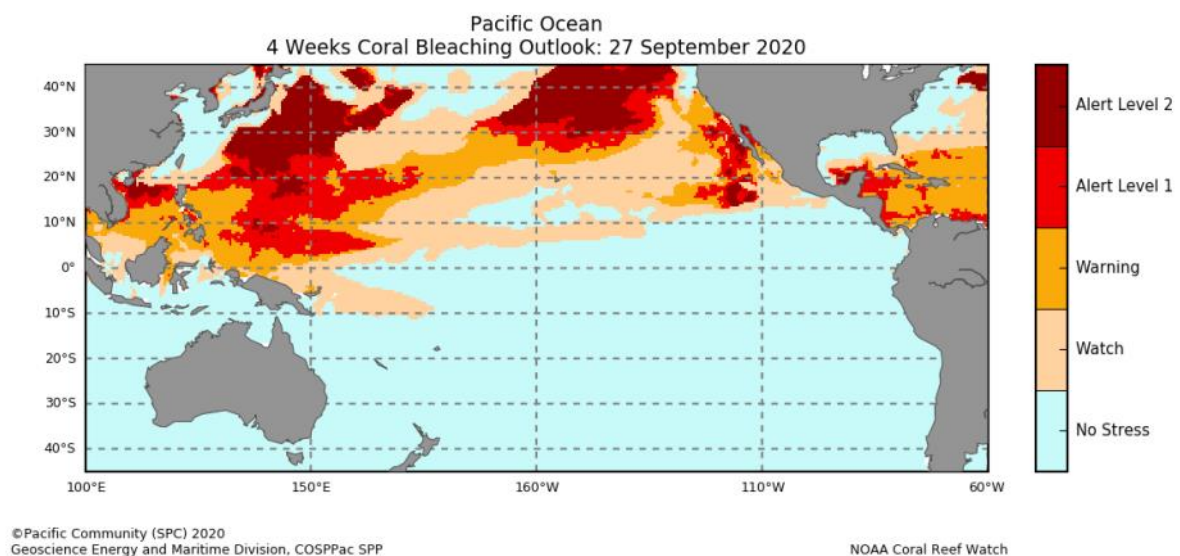 Pacific Ocean
4 Weeks Coral Bleaching Outlook: 27 September 2020
40°N
30°N
20°N
10°N
0°
10°S
20°S
30°S
40°S
100°E
150°E
160°W
110°W
60°W
Alert Level 2
Alert Level 1
Warning
Watch
No Stress
©Pacific Community (SPC) 2020
Geoscience Energy and Maritime Division, COSPPac SPP
NOAA Coral Reef Watch